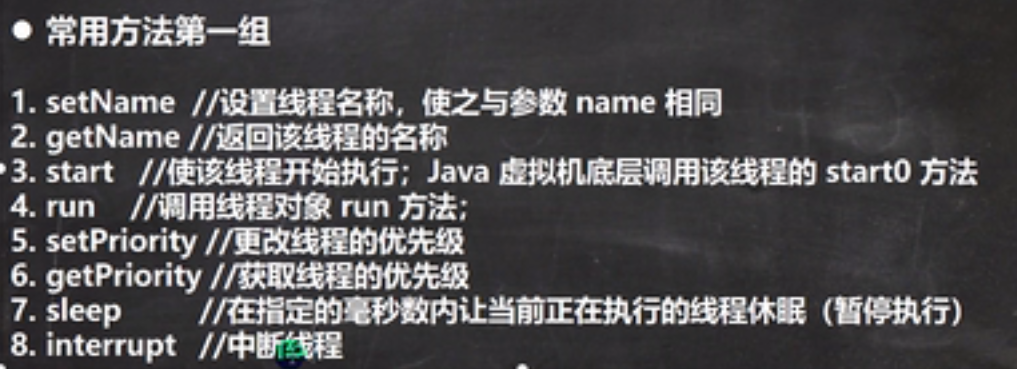 ● 常用方法第一组
1. setName //设置线程名称，使之与参数 name 相同
2. getName //返回该线程的名称
3. start //使该线程开始执行；Java 虚拟机底层调用该线程的 start0 方法
4. run //调用线程对象 run 方法；
5. setPriority //更改线程的优先级
6. getPriority //获取线程的优先级
7. sleep //在指定的毫秒数内让当前正在执行的线程休眠（暂停执行）
8. interrupt //中断线程